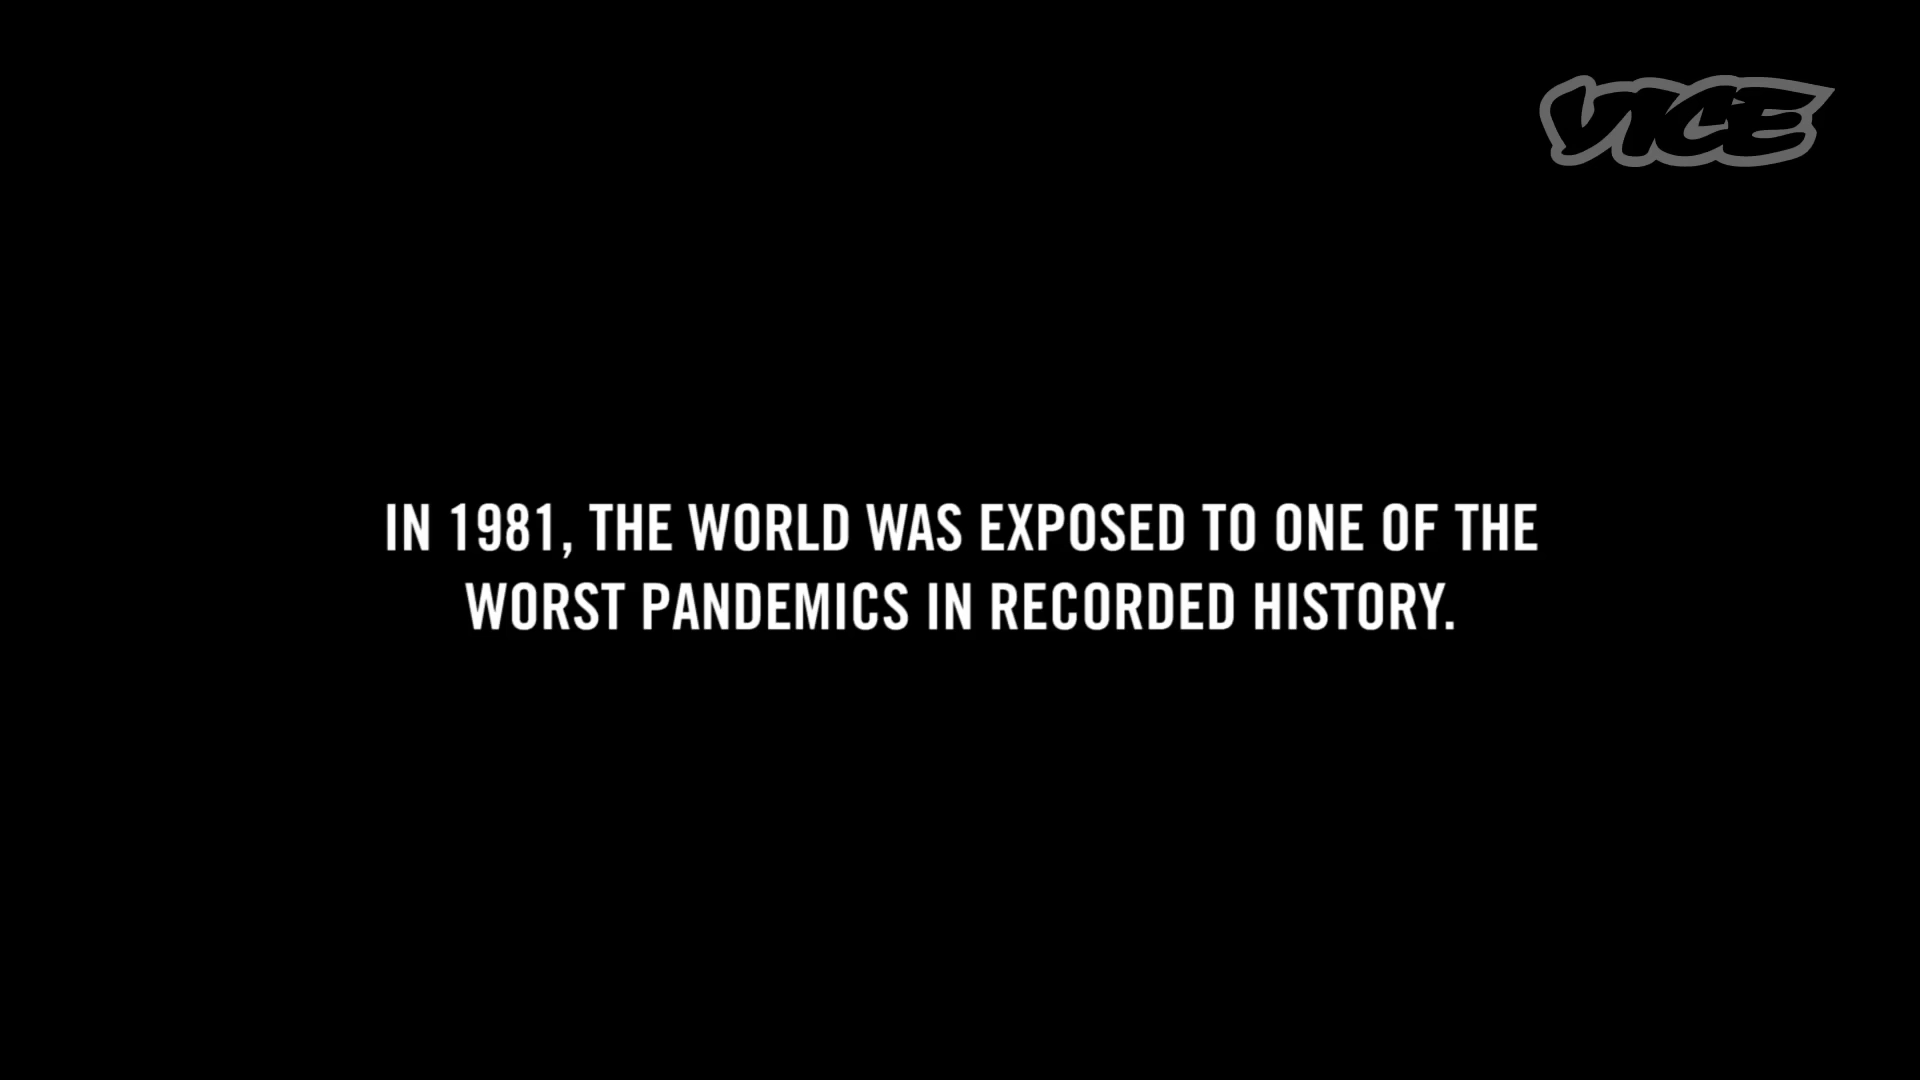 VICE
IN 1981, THE WORLD WAS EXPOSED TO ONE OF THE
WORST PANDEMICS IN RECORDED HISTORY.